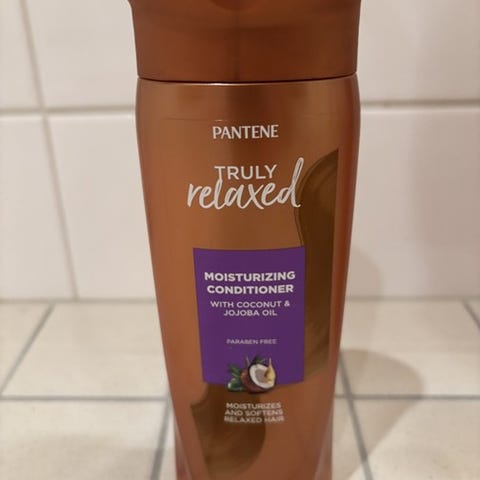 PANTENE
TRULY
relaxed
MOISTURIZING
CONDITIONER
WITH COCONUT &
JOJOBA OIL
PARABEN FREE
MOISTURIZES
AND SOFTENS
RELAXED HAIR